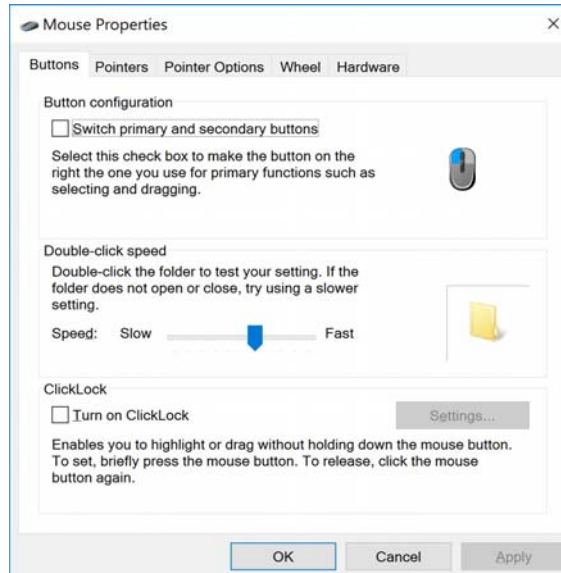 Mouse Properties
Buttons Pointers Pointer Options Wheel Hardware
Button configuration
Switch primary and secondary buttons
Select this check box to make the button on the
right the one you use for primary functions such as
selecting and dragging.
Double-click speed
Double-click the folder to test your setting. If the
folder does not open or close, try using a slower
setting.
Speed: Slow Fast
ClickLock
Turn on ClickLock Settings...
Enables you to highlight or drag without holding down the mouse button.
To set, briefly press the mouse button. To release, click the mouse
button again.
OK Cancel Apply